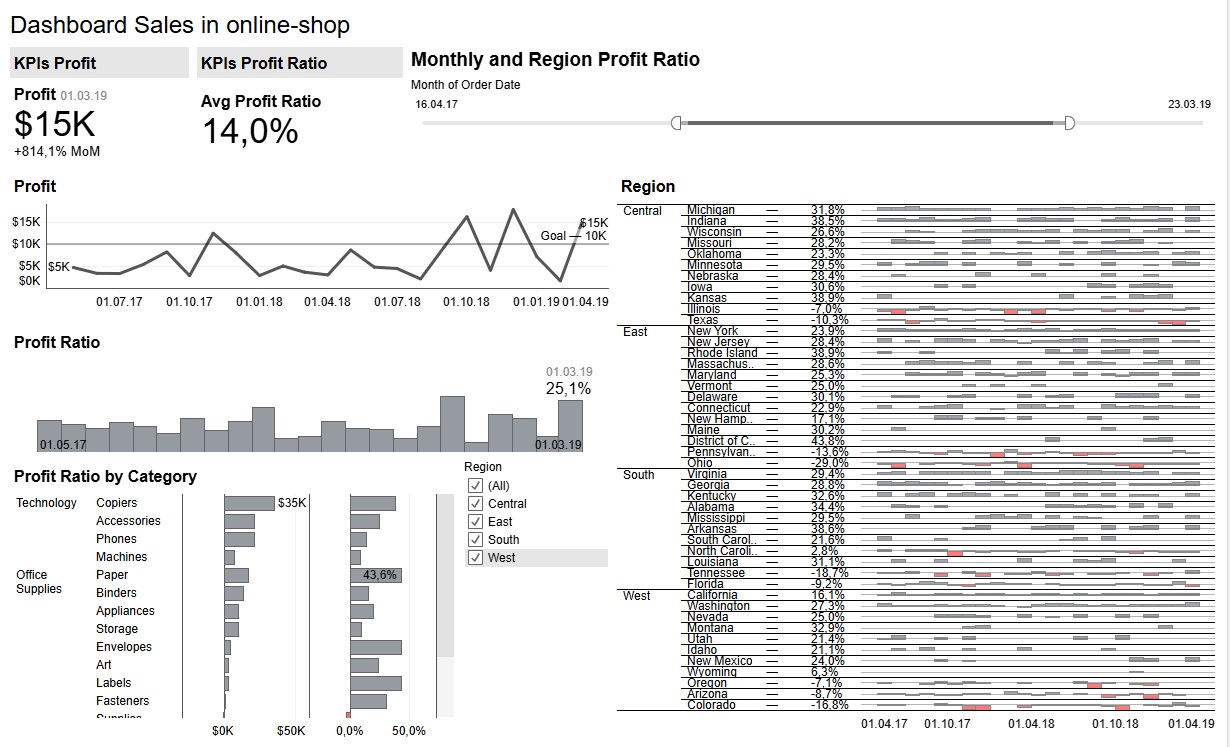 Dashboard Sales in online-shop
KPIs Profit
KPIs Profit Ratio
Monthly and Region Profit Ratio
Profit 01.03.19
$15K
+814,1% MoM
Avg Profit Ratio
14,0%
Month of Order Date
16.04.17 23.03.19
Profit
$15K
$10K
$5K
$0K
$5K
$15K
Goal — 10K
01.07.17 01.10.17 01.01.18 01.04.18 01.07.18 01.10.18 01.01.19 01.04.19
Profit Ratio
01.03.19
25,1%
01.05.17 01.03.19
Profit Ratio by Category
Technology Copiers $35K
Accessories
Phones
Machines
Office Supplies Paper 43,6%
Binders
Appliances
Storage
Envelopes
Art
Labels
Fasteners
Supplies
$0K $50K 0,0% 50,0%
Region
(All)
Central
East
South
West
Region
Central Michigan — 31,8%
Indiana — 38,5%
Wisconsin — 26,6%
Missouri — 28,2%
Oklahoma — 23,3%
Minnesota — 29,5%
Nebraska — 28,4%
Iowa — 30,6%
Kansas — 38,9%
Illinois — -7,0%
Texas — -10,3%
East New York — 23,9%
New Jersey — 28,4%
Rhode Island — 38,9%
Massachus.. — 28,6%
Maryland — 25,3%
Vermont — 25,0%
Delaware — 30,1%
Connecticut — 22,9%
New Hamp.. — 17,1%
Maine — 30,2%
District of C.. — 43,8%
Pennsylvan.. — -13,6%
Ohio — -29,0%
South Virginia — 29,4%
Georgia — 28,8%
Kentucky — 32,6%
Alabama — 34,4%
Mississippi — 29,5%
Arkansas — 38,6%
South Carol.. — 21,6%
North Caroli.. — 2,8%
Louisiana — 31,1%
Tennessee — -18,7%
Florida — -9,2%
West California — 16,1%
Washington — 27,3%
Nevada — 25,0%
Montana — 32,9%
Utah — 21,4%
Idaho — 21,1%
New Mexico — 24,0%
Wyoming — 6,3%
Oregon — -7,1%
Arizona — -8,7%
Colorado — -16,8%
01.04.17 01.10.17 01.04.18 01.10.18 01.04.19